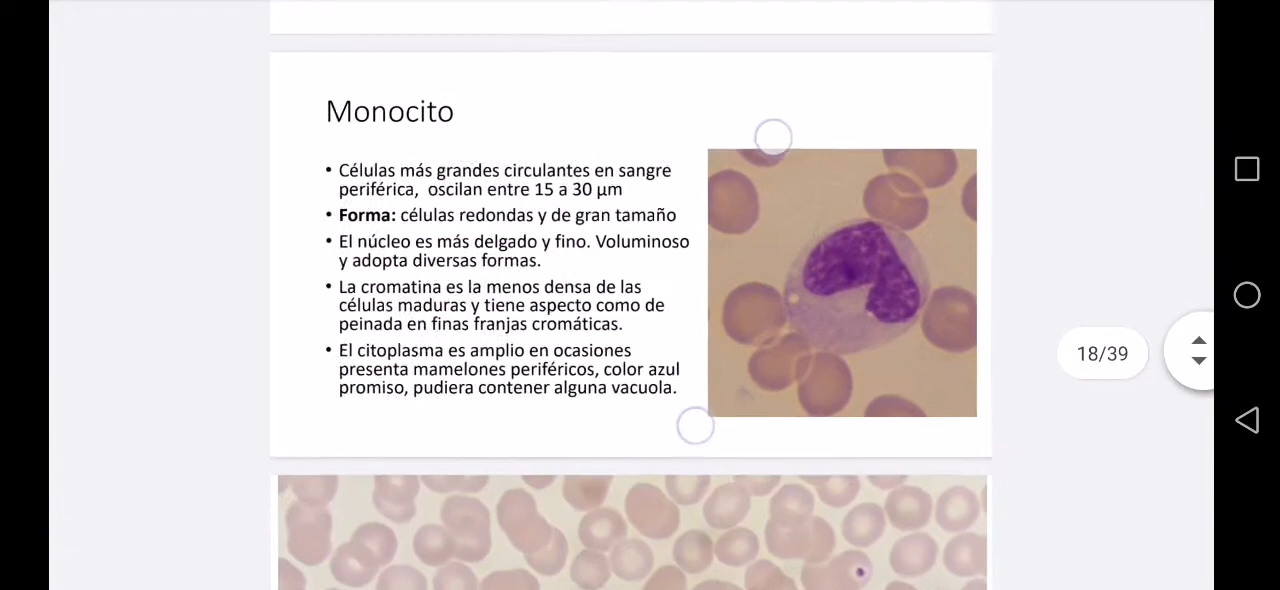 Monocito
• Células más grandes circulantes en sangre
periférica, oscilan entre 15 a 30 µm
• Forma: células redondas y de gran tamaño
• El núcleo es más delgado y fino. Voluminoso
y adopta diversas formas.
• La cromatina es la menos densa de las
células maduras y tiene aspecto como de
peinada en finas franjas cromáticas.
• El citoplasma es amplio en ocasiones
presenta mamelones periféricos, color azul
promiso, pudiera contener alguna vacuola.
18/39